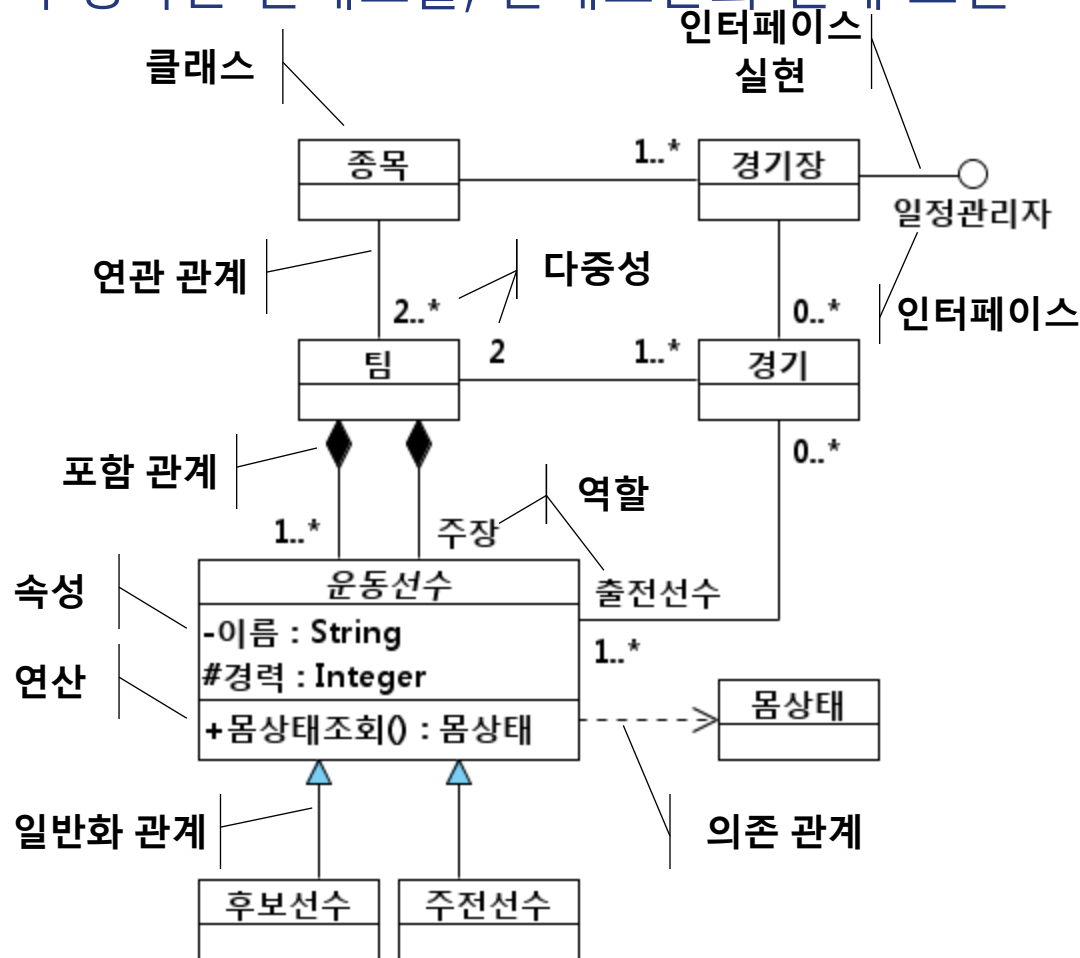 인터페이스
실현
클래스
종목
1..*
경기장
일정관리자
연관 관계
다중성
2..*
0..*
인터페이스
팀
2
1..*
경기
포함 관계
0..*
역할
1..*
주장
속성
운동선수
출전선수
-이름 : String
1..*
#경력 : Integer
연산
+몸상태조회() : 몸상태
몸상태
일반화 관계
의존 관계
후보선수
주전선수